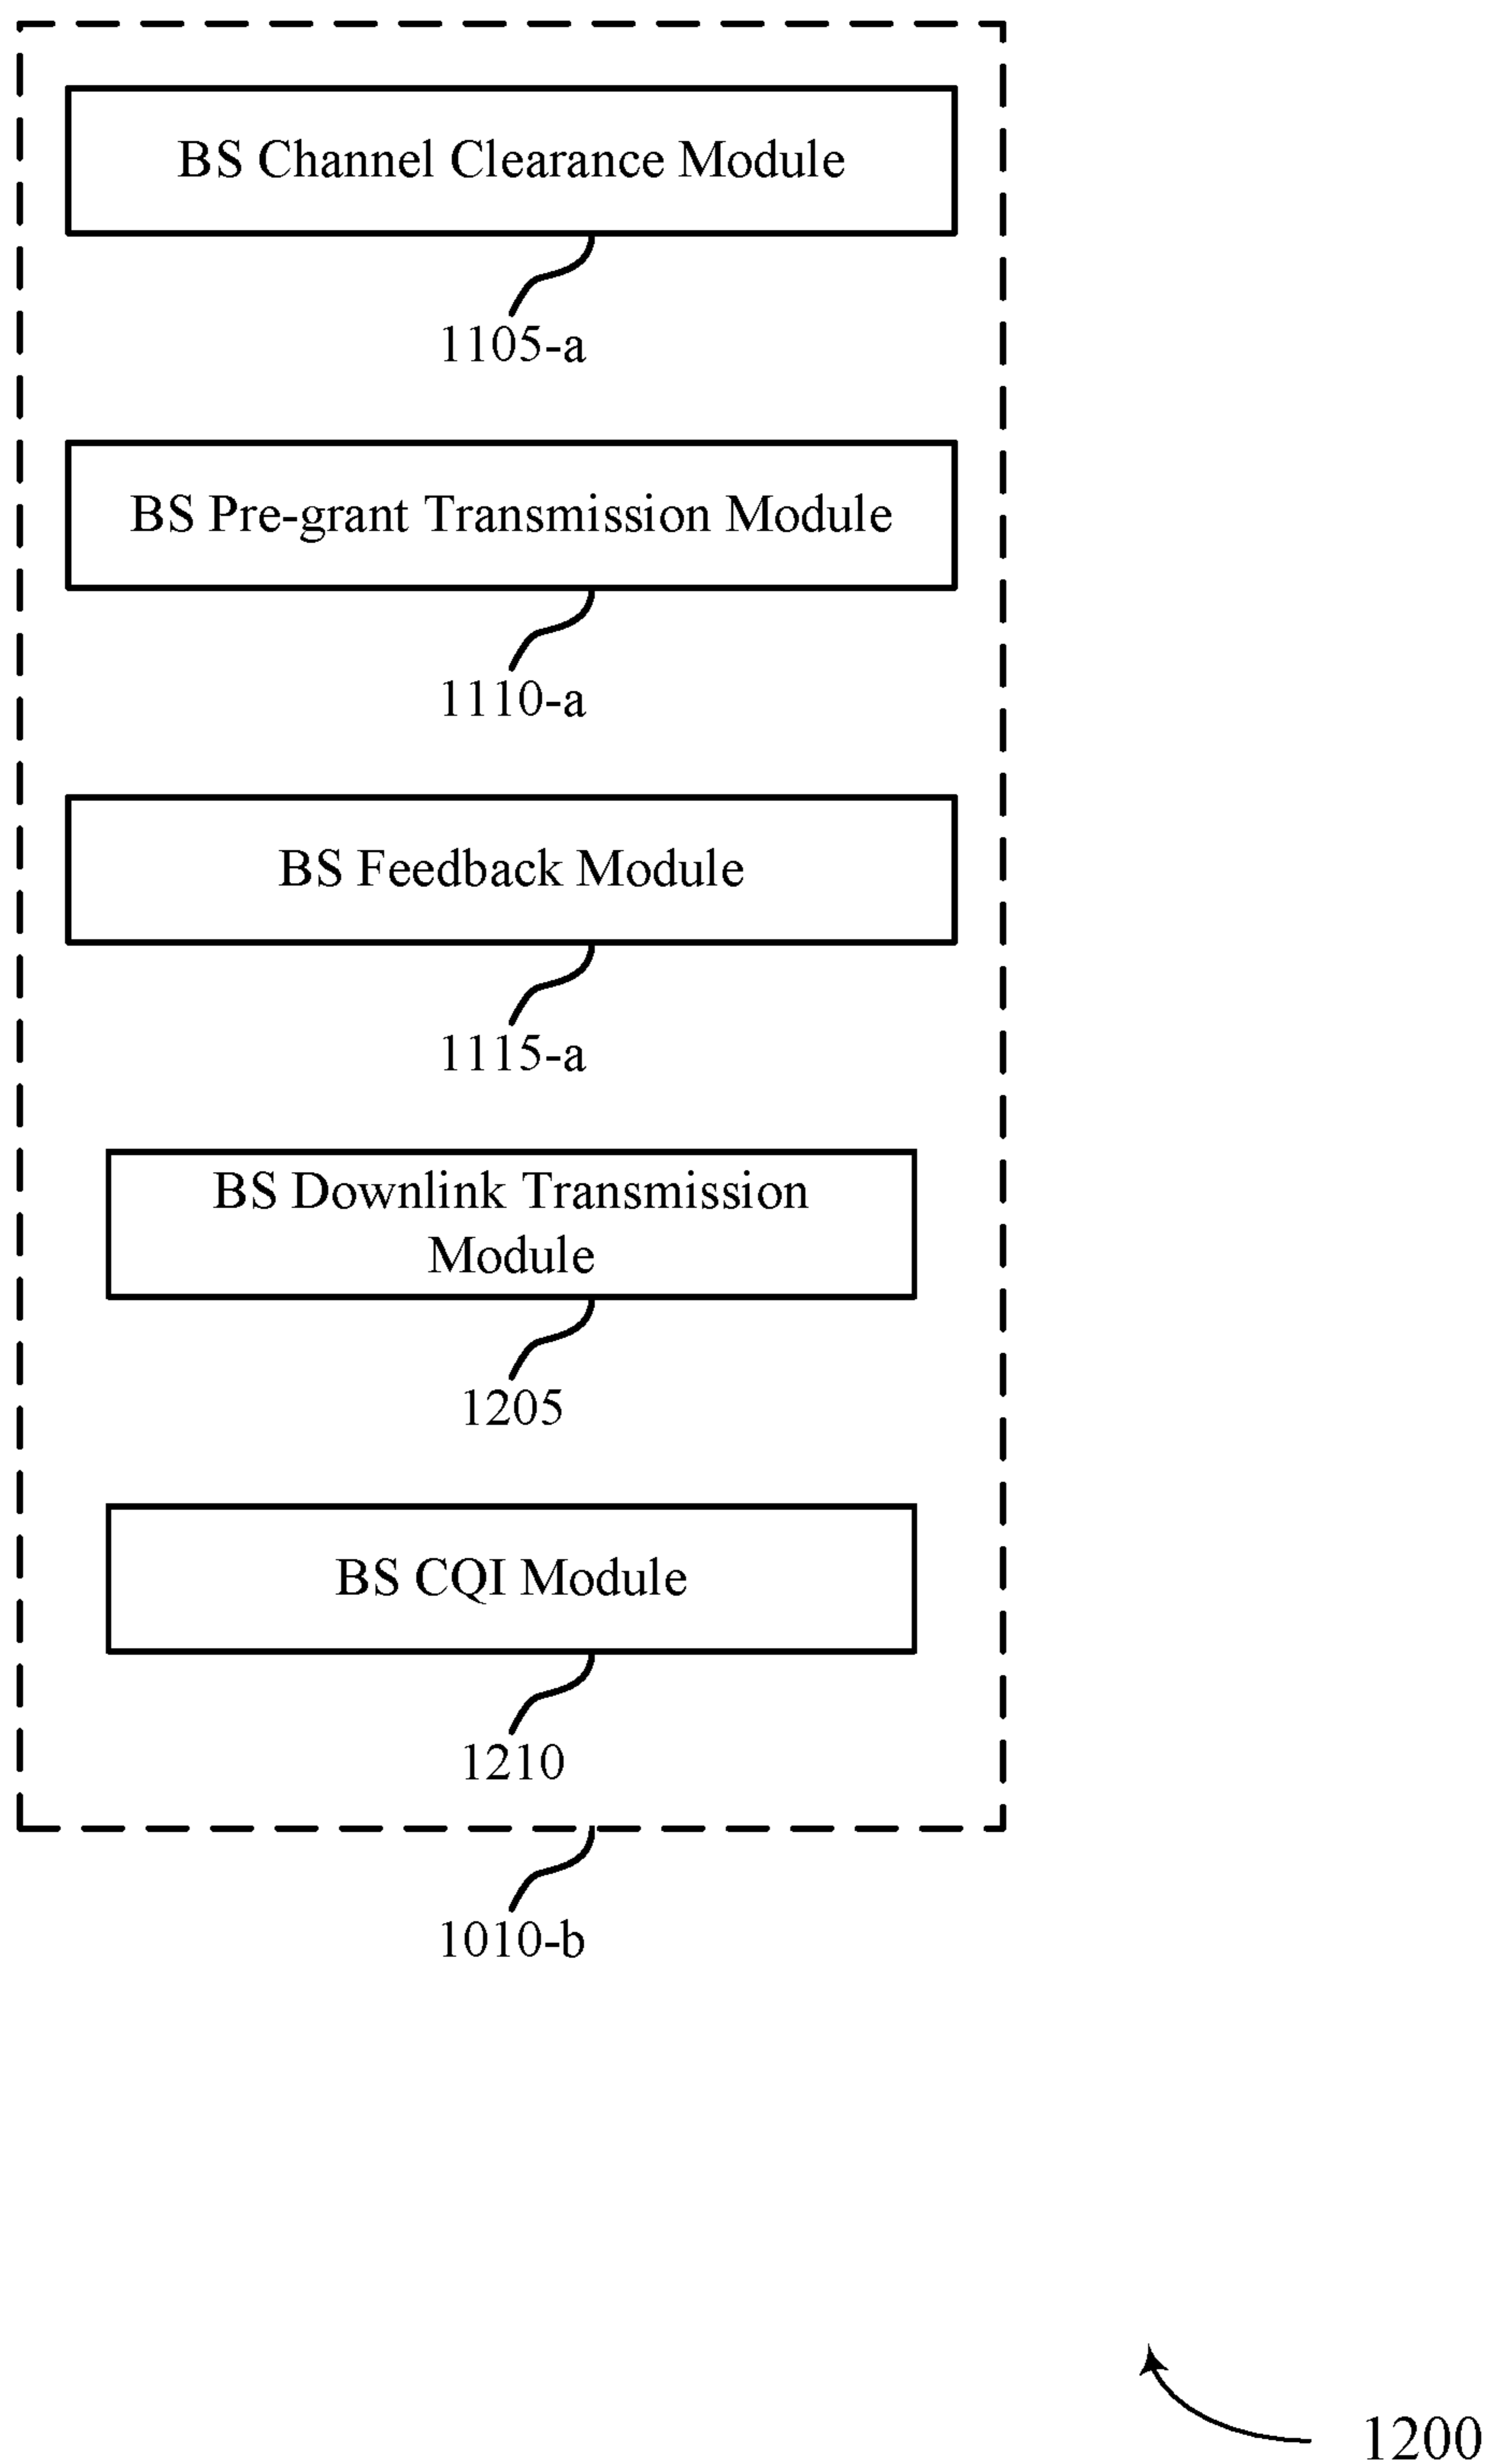 BS Channel Clearance Module
1105-a
BS Pre-grant Transmission Module
1110-a
BS Feedback Module
1115-a
BS Downlink Transmission
Module
1205
BS CQI Module
1210
1010-b
1200